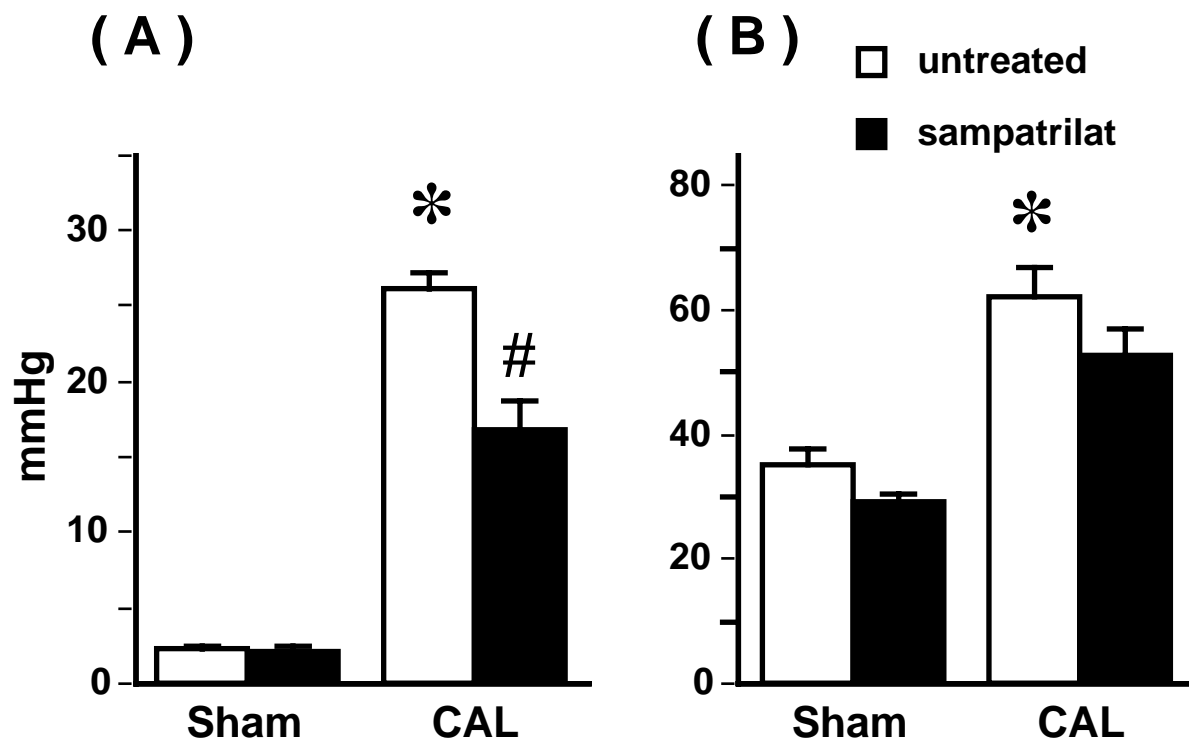 ( A )
( B )
untreated
sampatrilat
mmHg
30
20
10
0
*
#
Sham
CAL
80
60
40
20
0
*
Sham
CAL